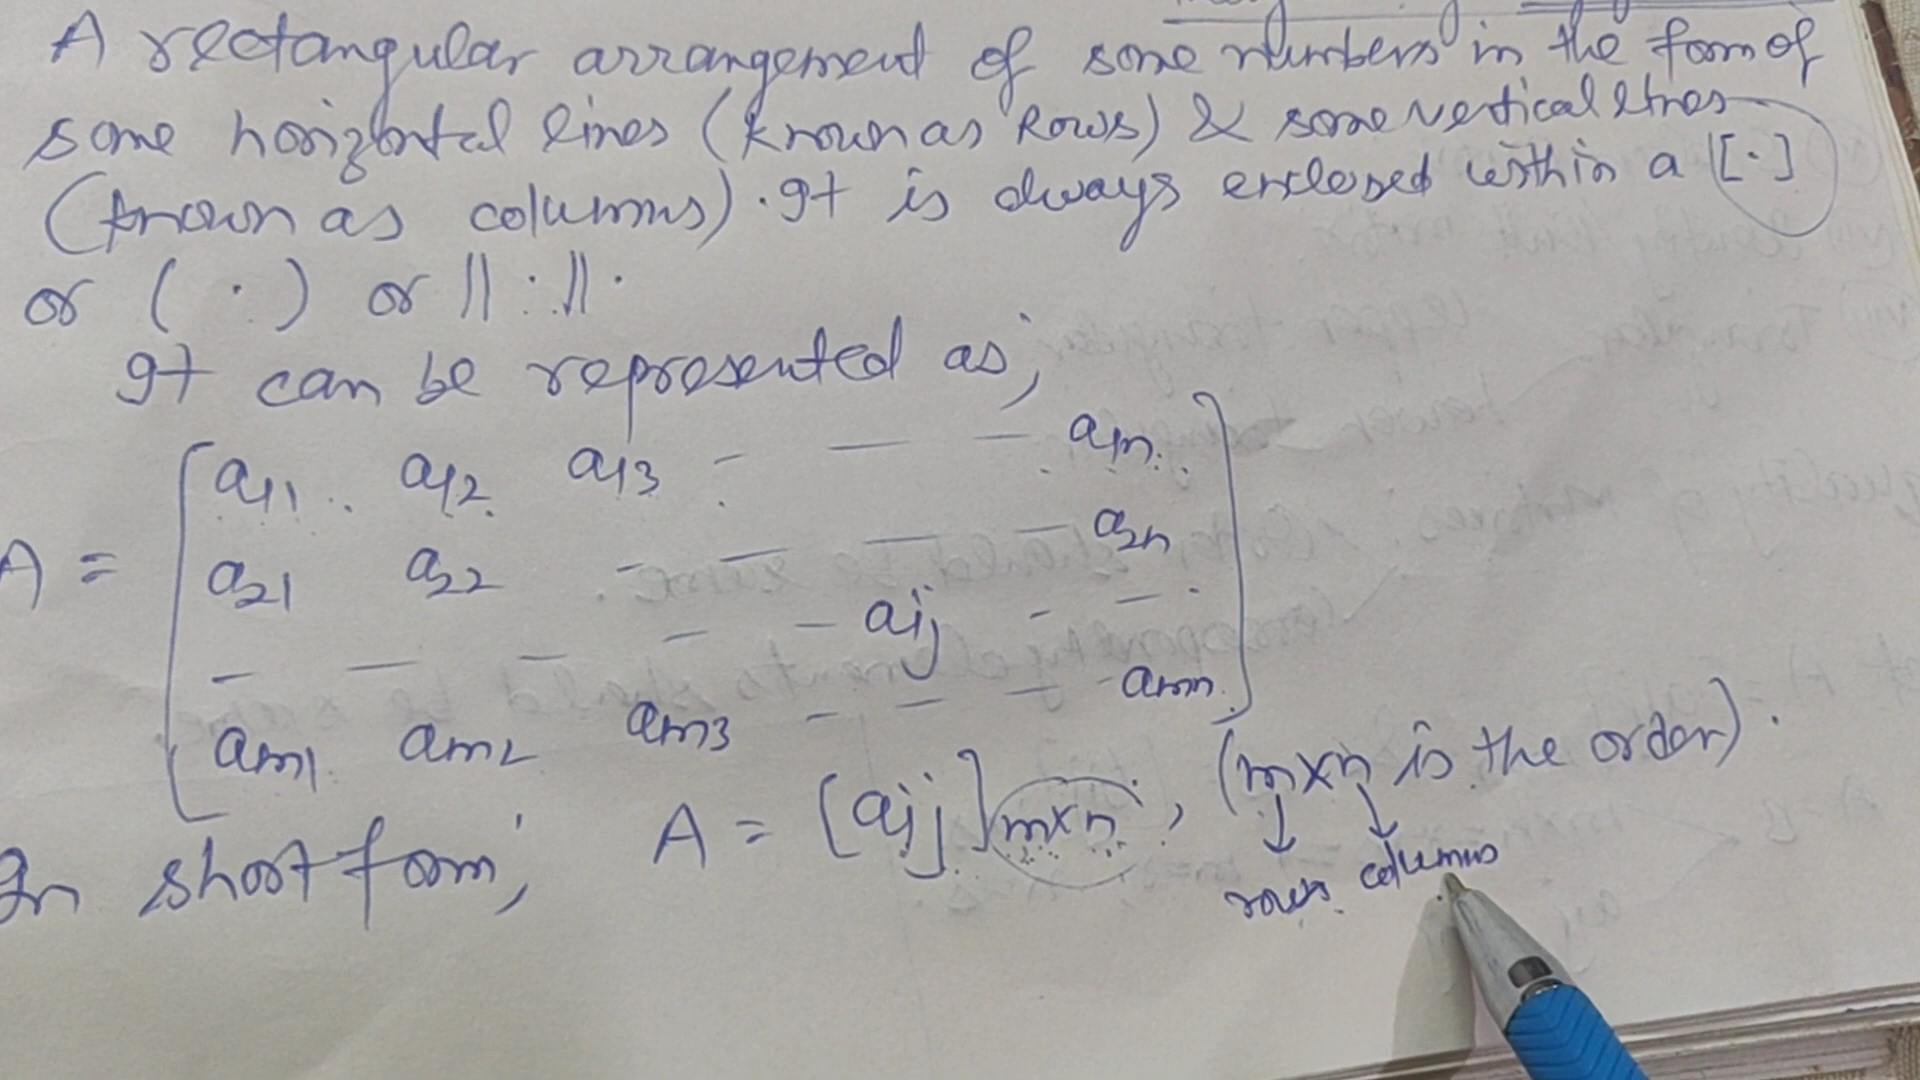 A rectangular arrangement of some numbers in the form of
some horizontal lines (known as Rows) & some vertical lines
(known as columns). It is always enclosed within a [·]
or ( · ) or || : ||.
It can be represented as;
a11 a12 a13 - - - a1n
A = a21 a22 - - - - a2n
- - - - - aij - - -
am1 am2 am3 - - - amn
In short form; A = [aij]m×n, (m×n is the order).
rows columns